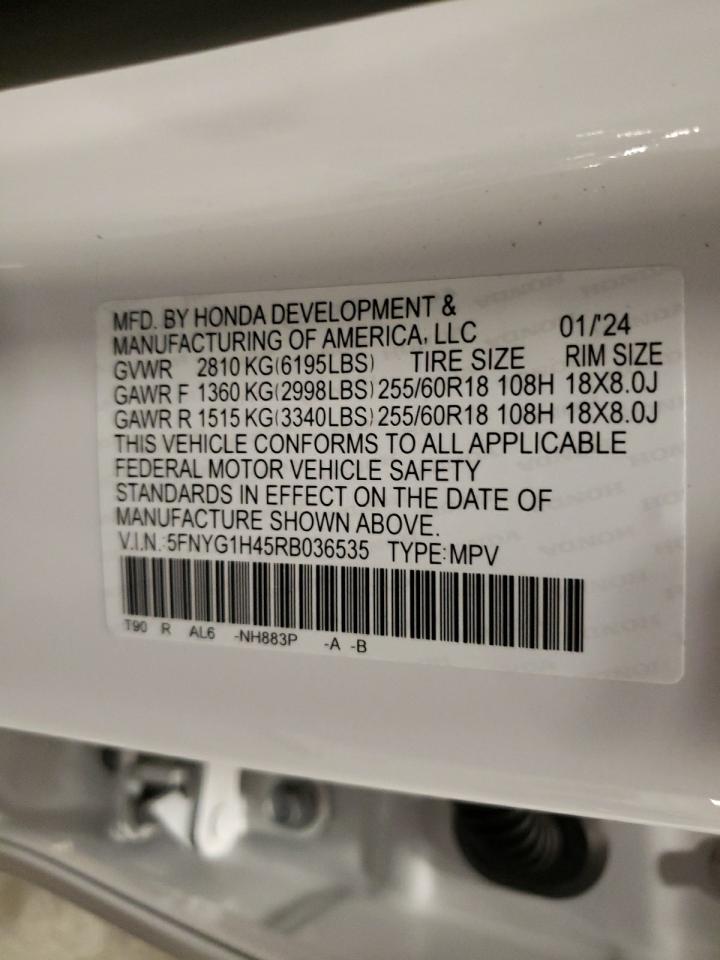 MFD. BY HONDA DEVELOPMENT &
MANUFACTURING OF AMERICA, LLC 01/'24
GVWR 2810 KG(6195LBS) TIRE SIZE RIM SIZE
GAWR F 1360 KG(2998LBS) 255/60R18 108H 18X8.0J
GAWR R 1515 KG(3340LBS) 255/60R18 108H 18X8.0J
THIS VEHICLE CONFORMS TO ALL APPLICABLE
FEDERAL MOTOR VEHICLE SAFETY
STANDARDS IN EFFECT ON THE DATE OF
MANUFACTURE SHOWN ABOVE.
V.I.N.:5FNYG1H45RB036535 TYPE:MPV
T90 R AL6 -NH883P -A -B